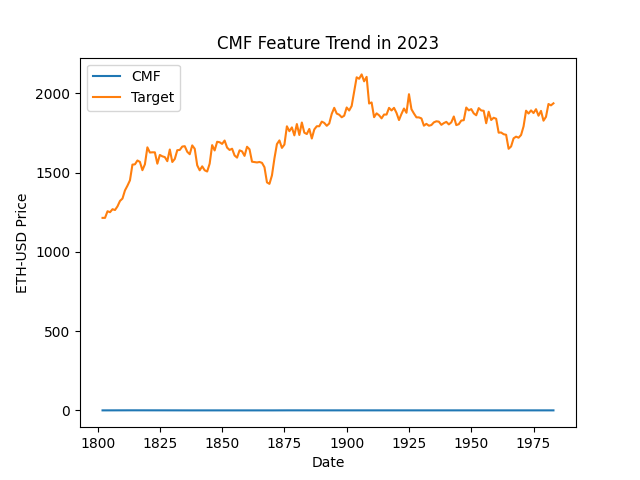 CMF Feature Trend in 2023
CMF
Target
ETH-USD Price
2000
1500
1000
500
0
1800 1825 1850 1875 1900 1925 1950 1975
Date